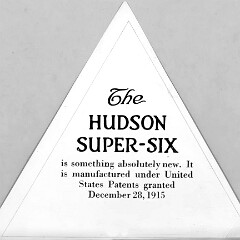 The
HUDSON
SUPER-SIX
is something absolutely new. It
is manufactured under United
States Patents granted
December 28, 1915